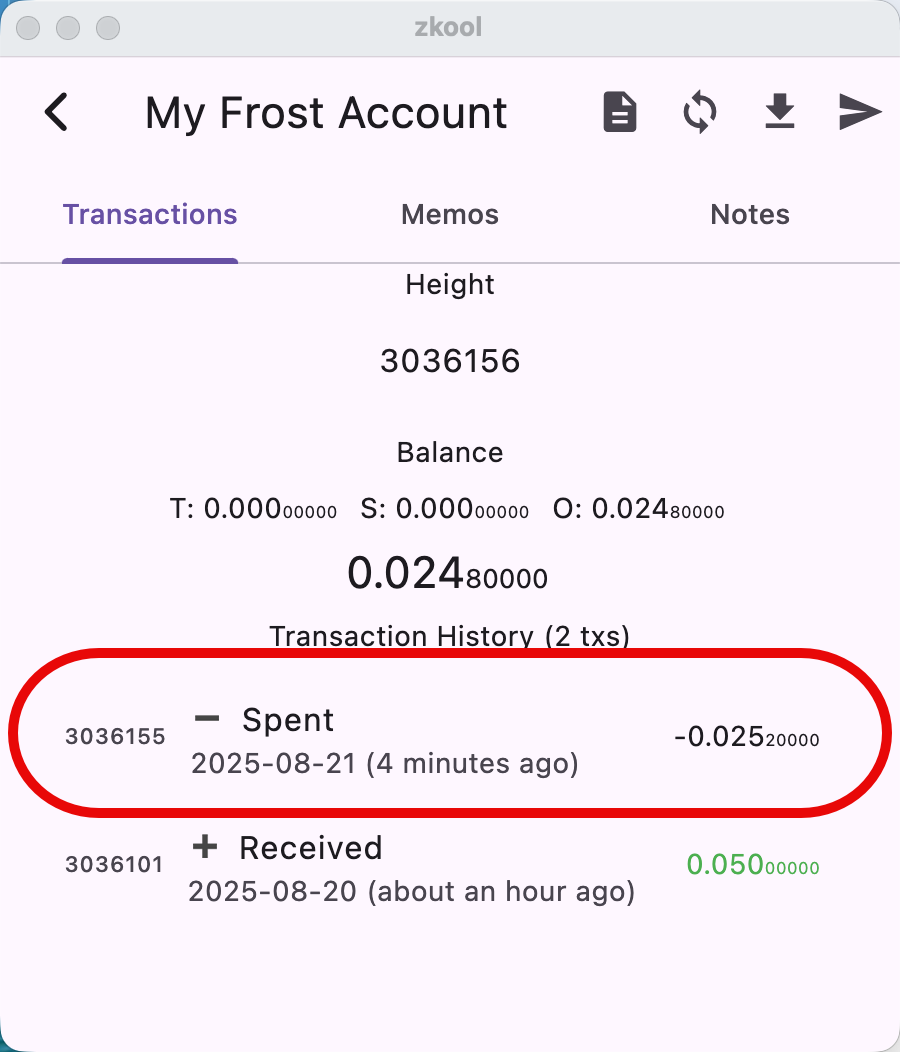 zkool
My Frost Account
Transactions Memos Notes
Height
3036156
Balance
T: 0.00000000 S: 0.00000000 O: 0.02480000
0.02480000
Transaction History (2 txs)
3036155 − Spent -0.02520000
2025-08-21 (4 minutes ago)
3036101 + Received 0.05000000
2025-08-20 (about an hour ago)